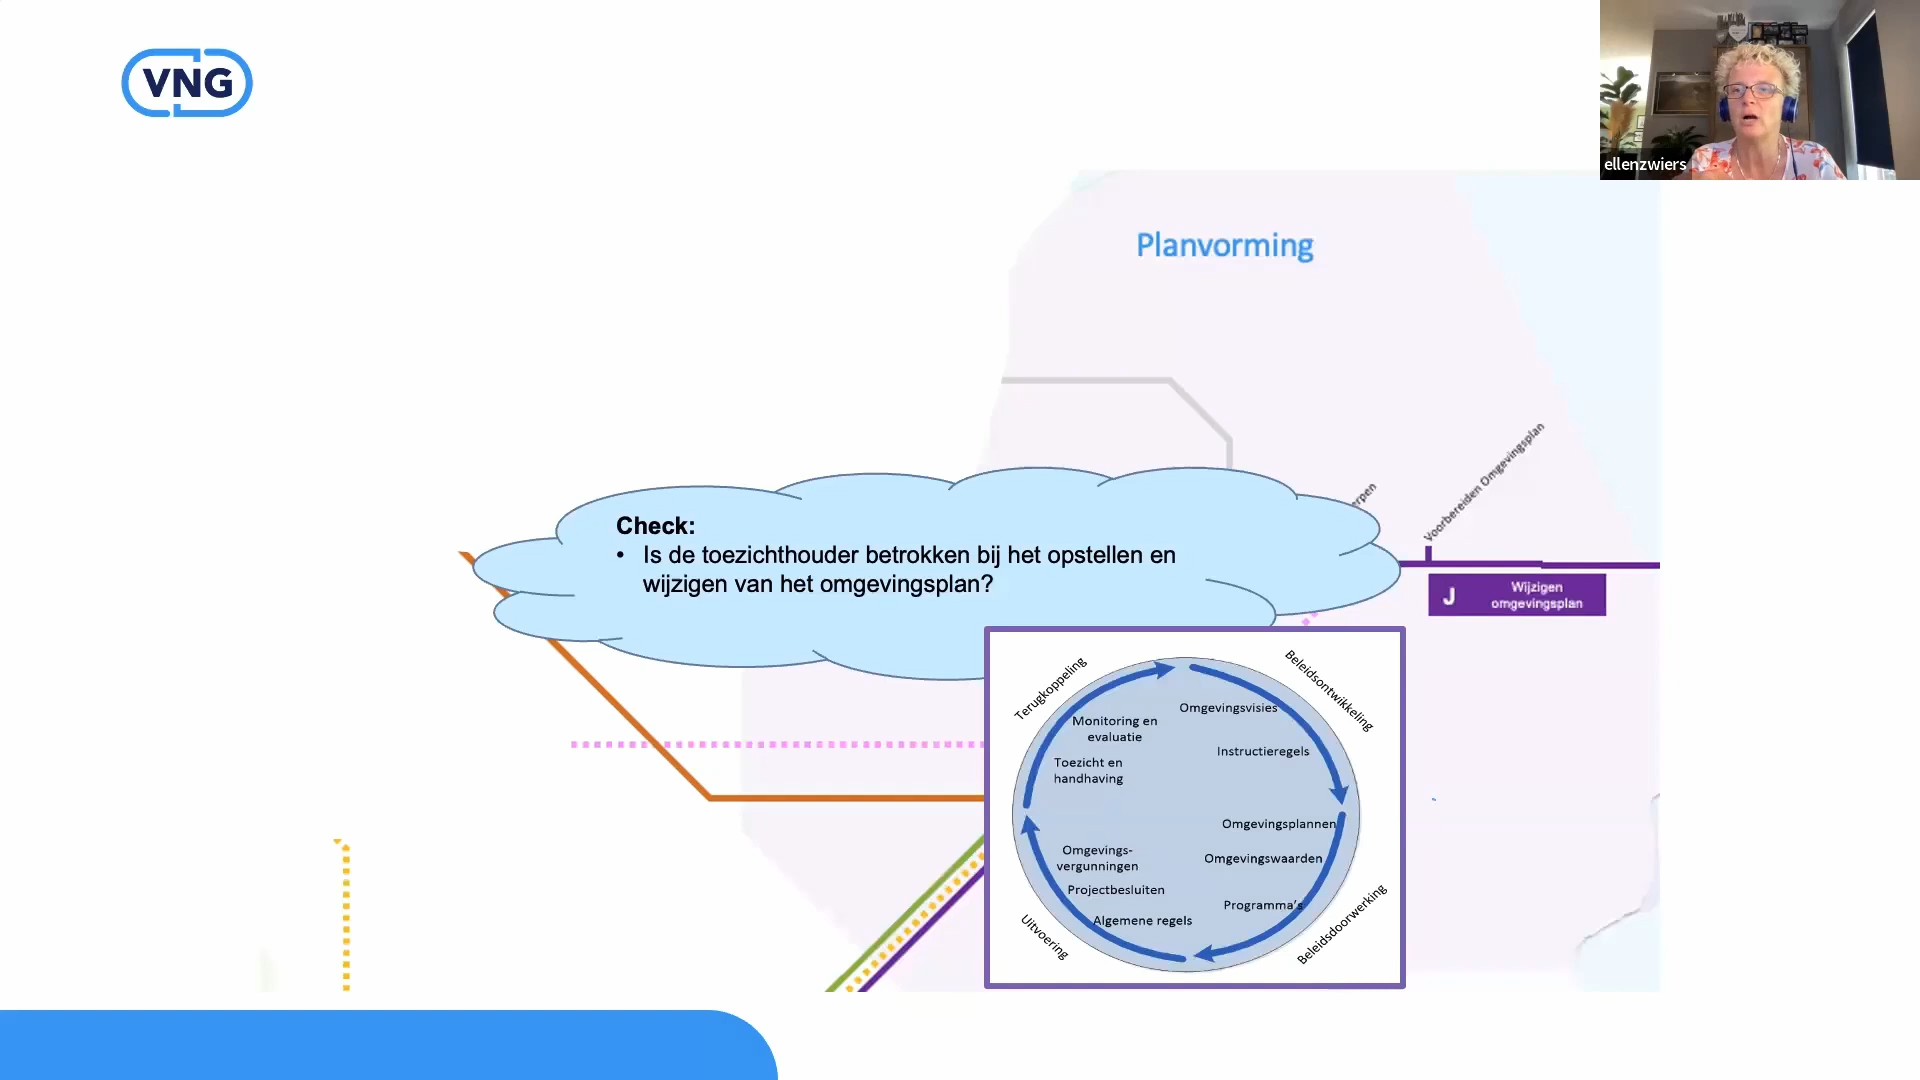 VNG
ellenzwiers
Planvorming
Voorbereiden Omgevingsplan
erpen
Check:
• Is de toezichthouder betrokken bij het opstellen en
wijzigen van het omgevingsplan?
J
Wijzigen
omgevingsplan
Terugkoppeling
Beleidsontwikkeling
Omgevingsvisies
Monitoring en
evaluatie
Instructieregels
Toezicht en
handhaving
Omgevingsplannen
Omgevings-
vergunningen
Omgevingswaarden
Projectbesluiten
Programma's
Algemene regels
Uitvoering
Beleidsdoorwerking